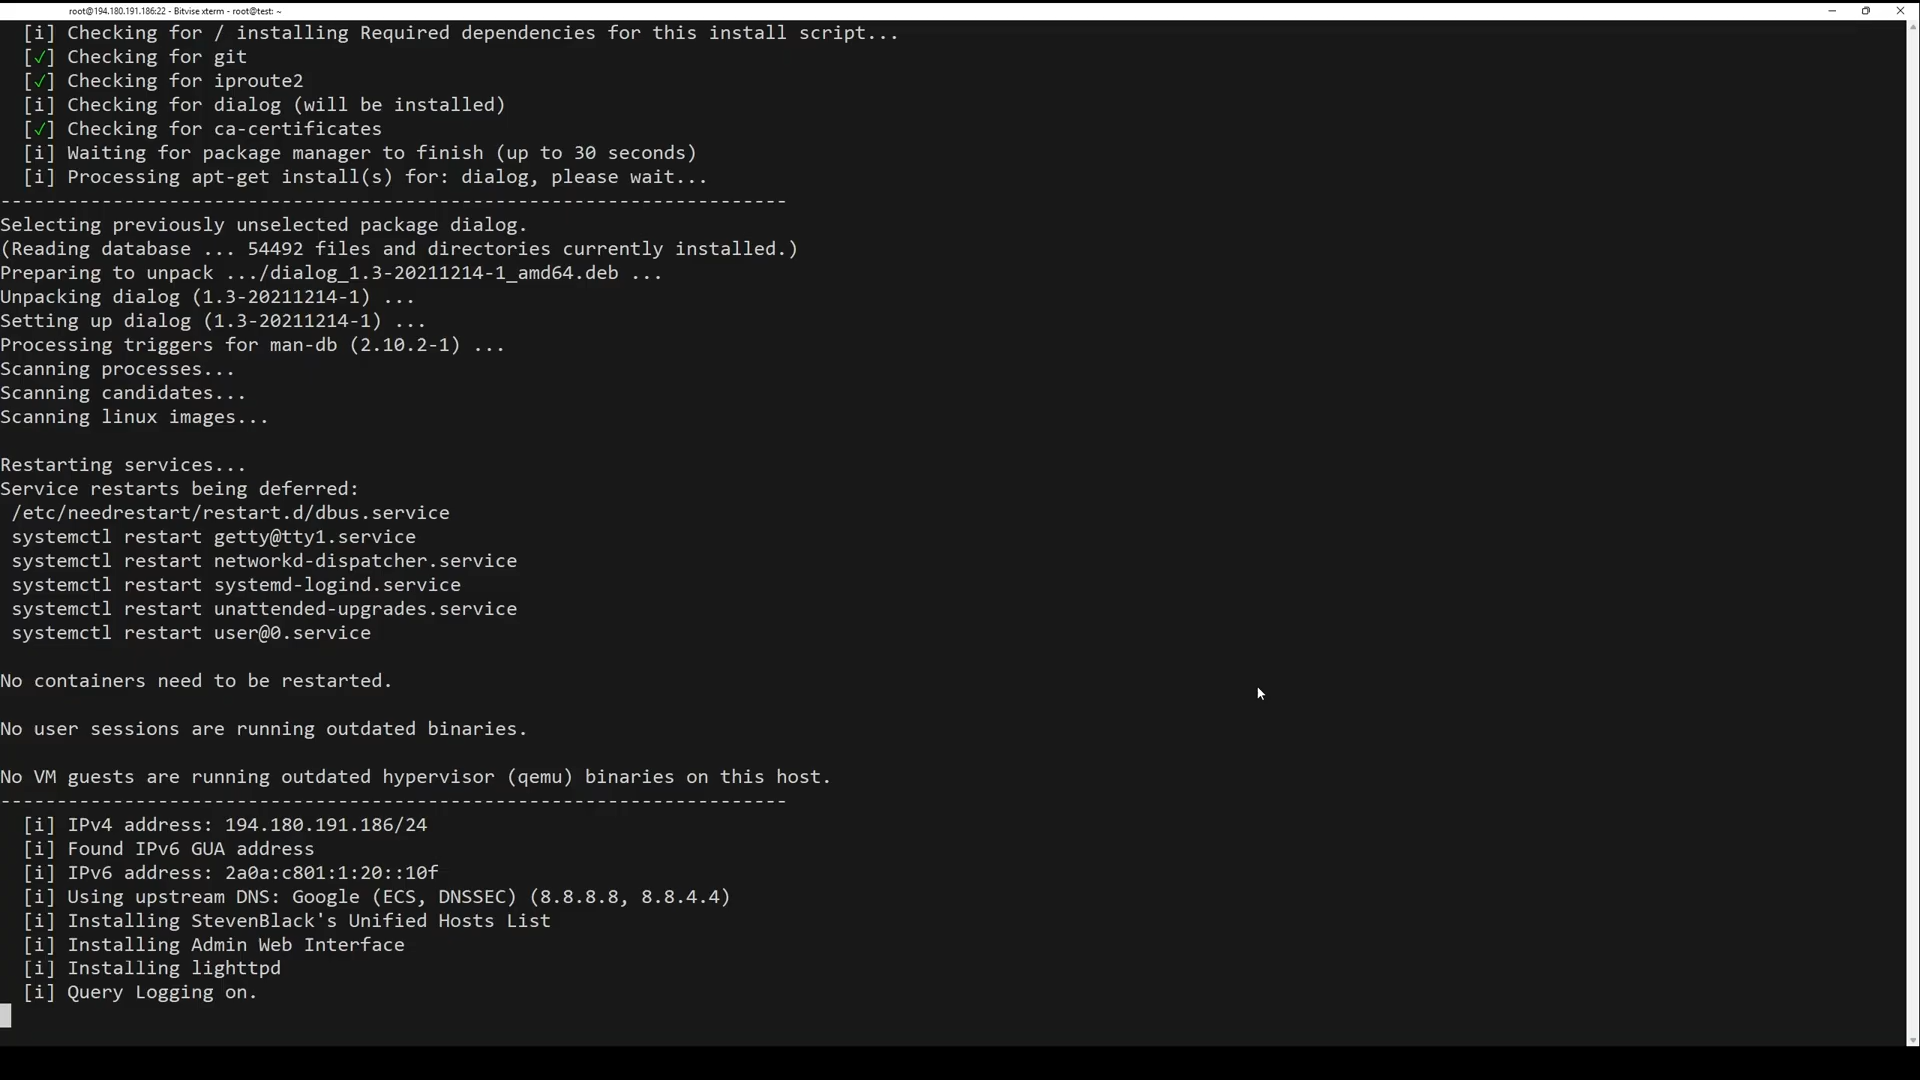 root@194.180.191.186:22 - Bitvise xterm - root@test: ~
[i] Checking for / installing Required dependencies for this install script...
[✓] Checking for git
[✓] Checking for iproute2
[i] Checking for dialog (will be installed)
[✓] Checking for ca-certificates
[i] Waiting for package manager to finish (up to 30 seconds)
[i] Processing apt-get install(s) for: dialog, please wait...
----------------------------------------------------------------------
Selecting previously unselected package dialog.
(Reading database ... 54492 files and directories currently installed.)
Preparing to unpack .../dialog_1.3-20211214-1_amd64.deb ...
Unpacking dialog (1.3-20211214-1) ...
Setting up dialog (1.3-20211214-1) ...
Processing triggers for man-db (2.10.2-1) ...
Scanning processes...
Scanning candidates...
Scanning linux images...
Restarting services...
Service restarts being deferred:
/etc/needrestart/restart.d/dbus.service
systemctl restart getty@tty1.service
systemctl restart networkd-dispatcher.service
systemctl restart systemd-logind.service
systemctl restart unattended-upgrades.service
systemctl restart user@0.service
No containers need to be restarted.
No user sessions are running outdated binaries.
No VM guests are running outdated hypervisor (qemu) binaries on this host.
----------------------------------------------------------------------
[i] IPv4 address: 194.180.191.186/24
[i] Found IPv6 GUA address
[i] IPv6 address: 2a0a:c801:1:20::10f
[i] Using upstream DNS: Google (ECS, DNSSEC) (8.8.8.8, 8.8.4.4)
[i] Installing StevenBlack's Unified Hosts List
[i] Installing Admin Web Interface
[i] Installing lighttpd
[i] Query Logging on.